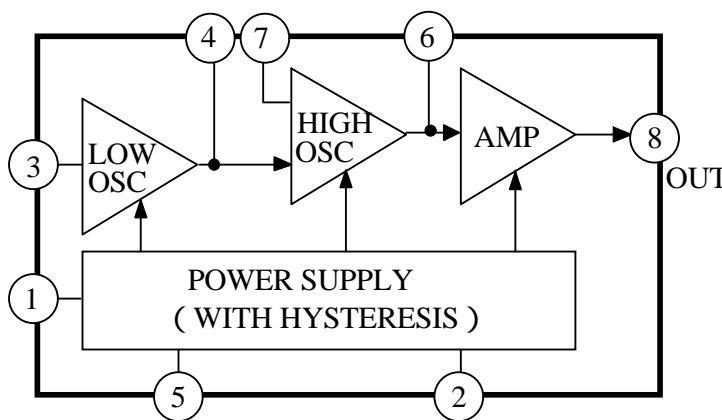 4
7
6
3
LOW
OSC
HIGH
OSC
AMP
8
OUT
1
POWER SUPPLY
( WITH HYSTERESIS )
5
2